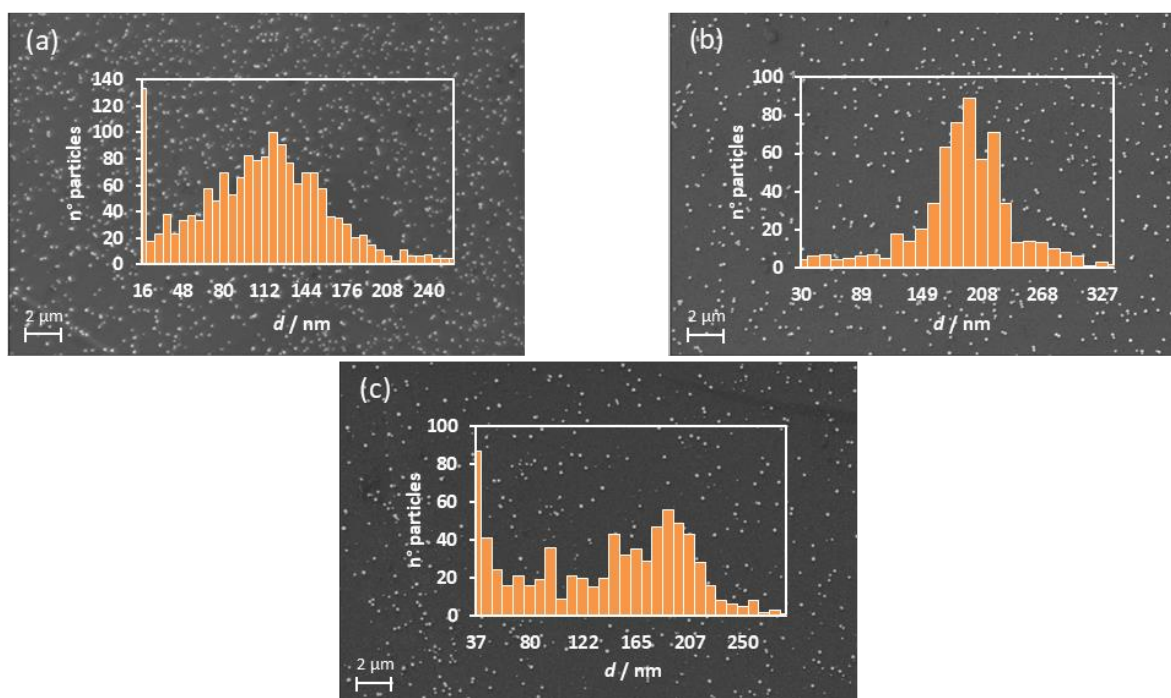 (a)
140
120
100
80
60
40
20
0
n° particles
16 48 80 112 144 176 208 240
d / nm
2 μm
(b)
100
80
60
40
20
0
n° particles
30 89 149 208 268 327
d / nm
2 μm
(c)
100
80
60
40
20
0
n° particles
37 80 122 165 207 250
d / nm
2 μm